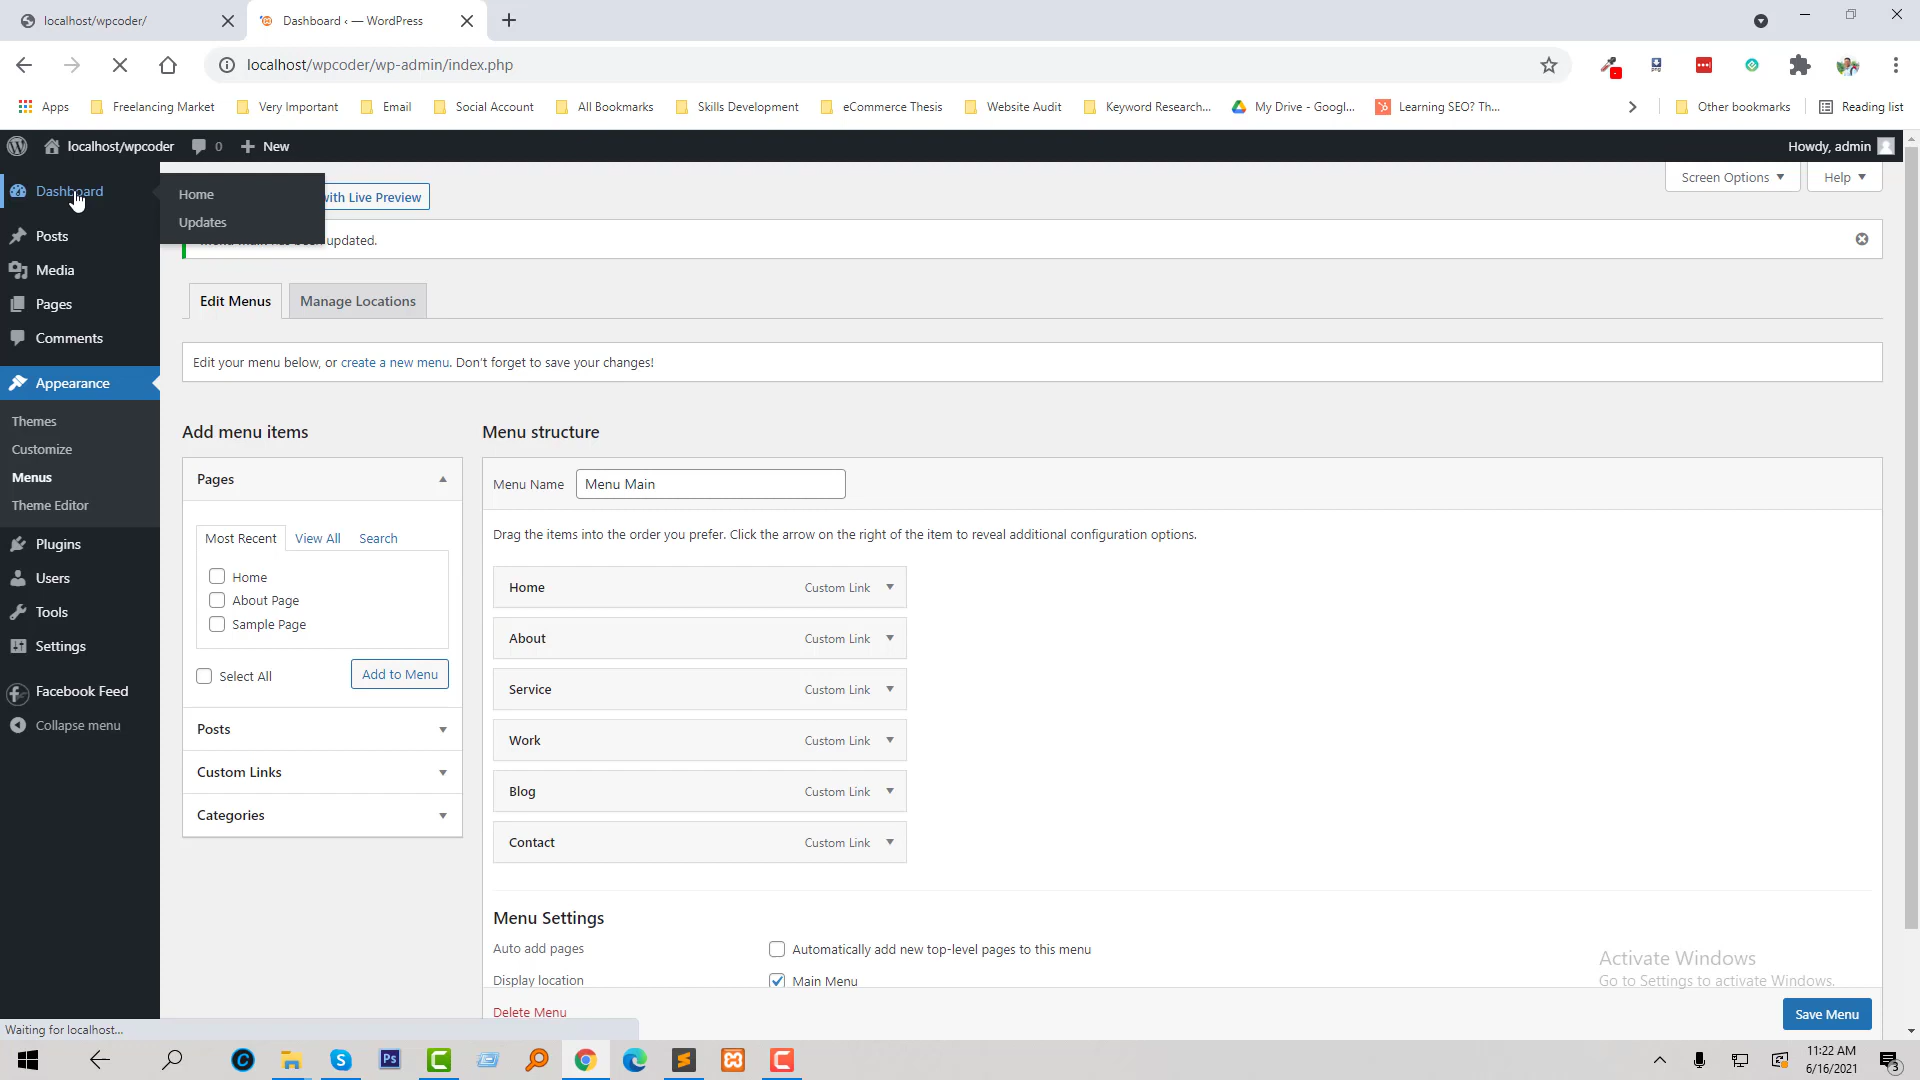 localhost/wpcoder/
Dashboard ‹ — WordPress
localhost/wpcoder/wp-admin/index.php
Apps
Freelancing Market
Very Important
Email
Social Account
All Bookmarks
Skills Development
eCommerce Thesis
Website Audit
Keyword Research...
My Drive - Googl...
Learning SEO? Th...
Other bookmarks
Reading list
localhost/wpcoder
0
New
Howdy, admin
Dashboard
Home
Updates
with Live Preview
Screen Options
Help
updated.
Posts
Media
Pages
Comments
Appearance
Themes
Customize
Menus
Theme Editor
Plugins
Users
Tools
Settings
Facebook Feed
Collapse menu
Edit Menus
Manage Locations
Edit your menu below, or create a new menu. Don't forget to save your changes!
Add menu items
Pages
Most Recent
View All
Search
Home
About Page
Sample Page
Select All
Add to Menu
Posts
Custom Links
Categories
Menu structure
Menu Name
Menu Main
Drag the items into the order you prefer. Click the arrow on the right of the item to reveal additional configuration options.
Home Custom Link
About Custom Link
Service Custom Link
Work Custom Link
Blog Custom Link
Contact Custom Link
Menu Settings
Auto add pages
Automatically add new top-level pages to this menu
Display location
Main Menu
Delete Menu
Save Menu
Activate Windows
Go to Settings to activate Windows.
Waiting for localhost...
Ps
11:22 AM
6/16/2021
3